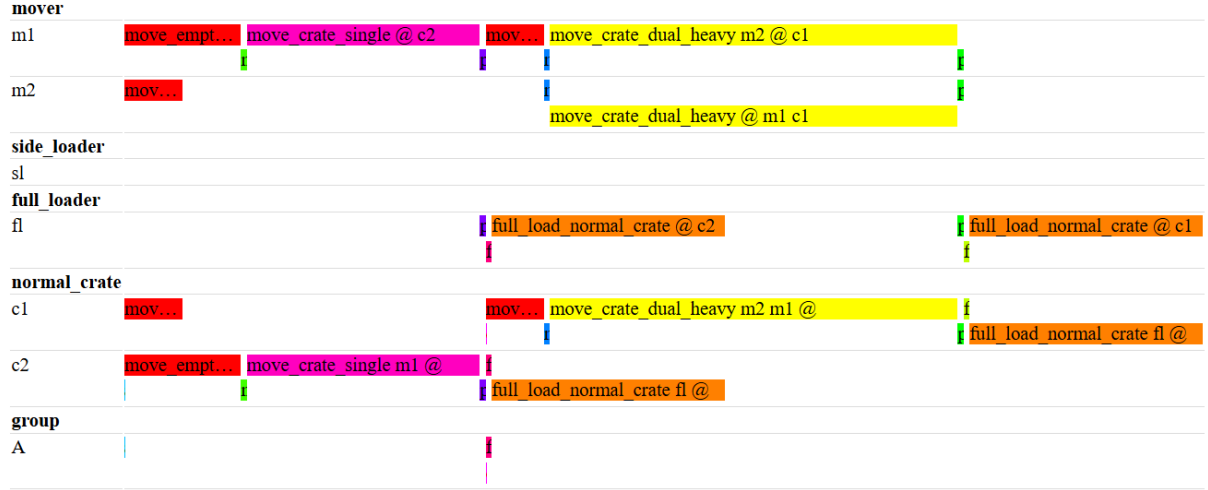 mover
m1 move_empt... move_crate_single @ c2 mov... move_crate_dual_heavy m2 @ c1
r p r p
m2 mov... r p
move_crate_dual_heavy @ m1 c1
side_loader
sl
full_loader
fl p full_load_normal_crate @ c2 p full_load_normal_crate @ c1
f f
normal_crate
c1 mov... mov... move_crate_dual_heavy m2 m1 @ f
r p full_load_normal_crate fl @
c2 move_empt... move_crate_single m1 @ f
r p full_load_normal_crate fl @
group
A f